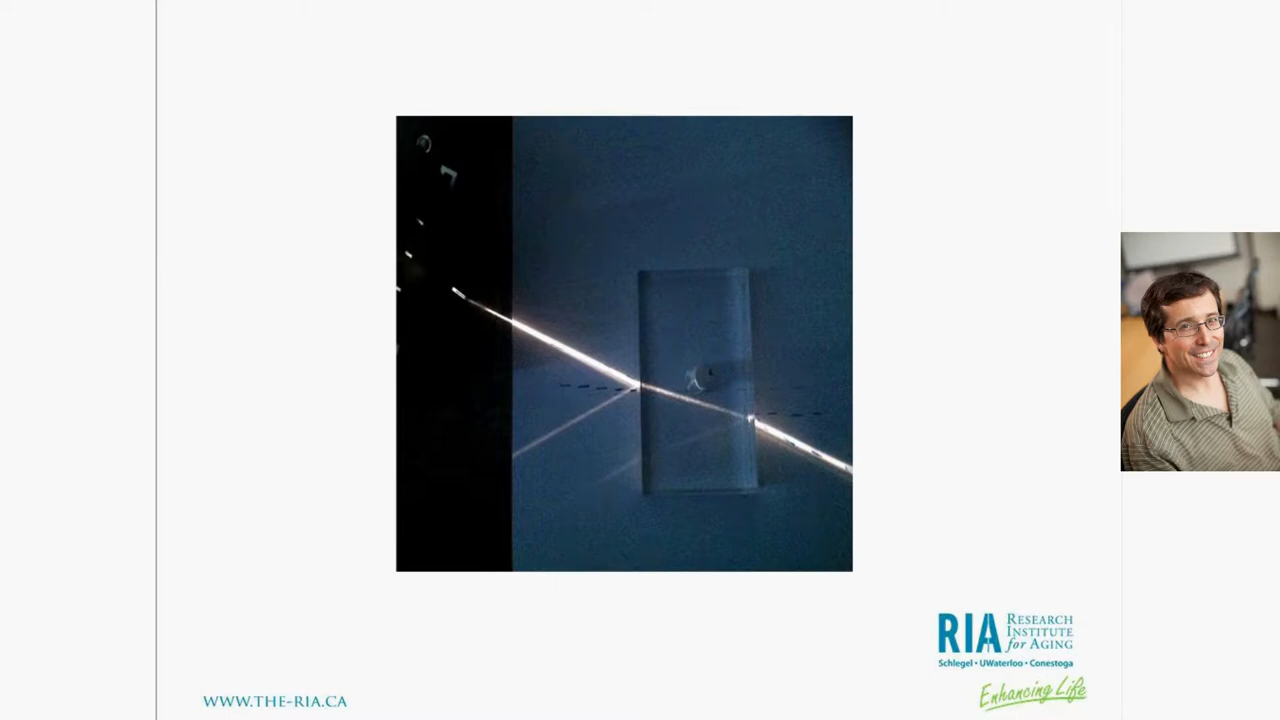 RIA RESEARCH
INSTITUTE
for AGING
Schlegel • UWaterloo • Conestoga
Enhancing Life
WWW.THE-RIA.CA